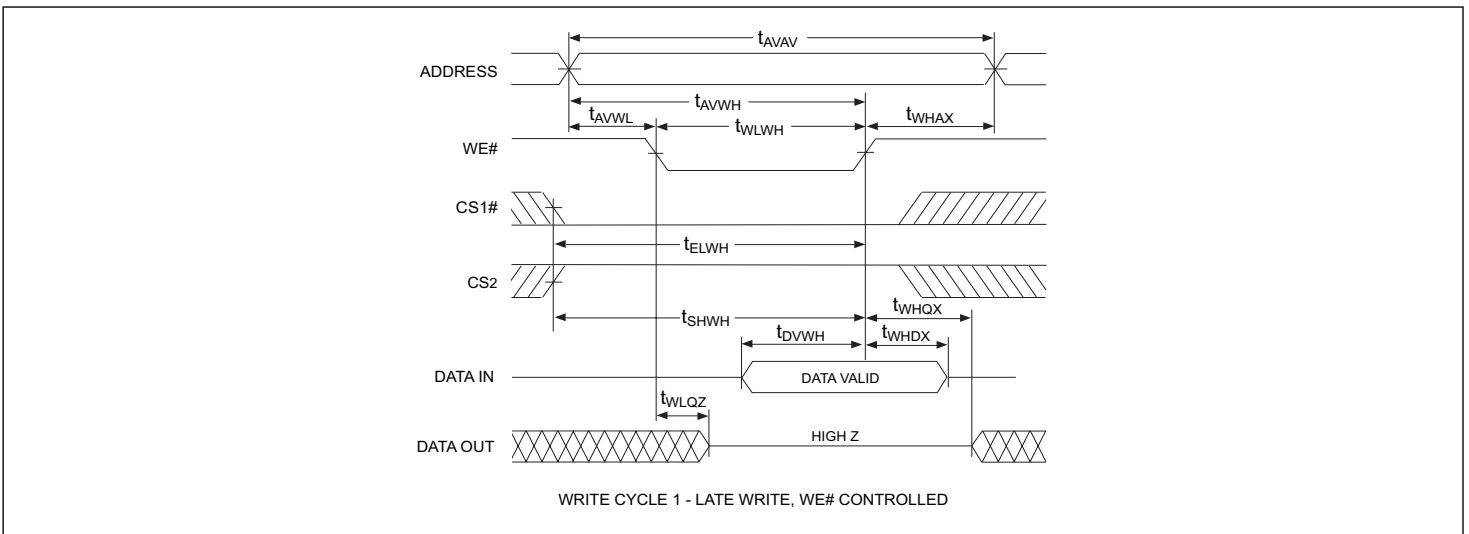 tAVAV
ADDRESS
tAVWH
tAVWL
tWLWH
tWHAX
WE#
CS1#
tELWH
CS2
tWHQX
tSHWH
tDVWH
tWHDX
DATA IN
DATA VALID
tWLQZ
HIGH Z
DATA OUT
WRITE CYCLE 1 - LATE WRITE, WE# CONTROLLED